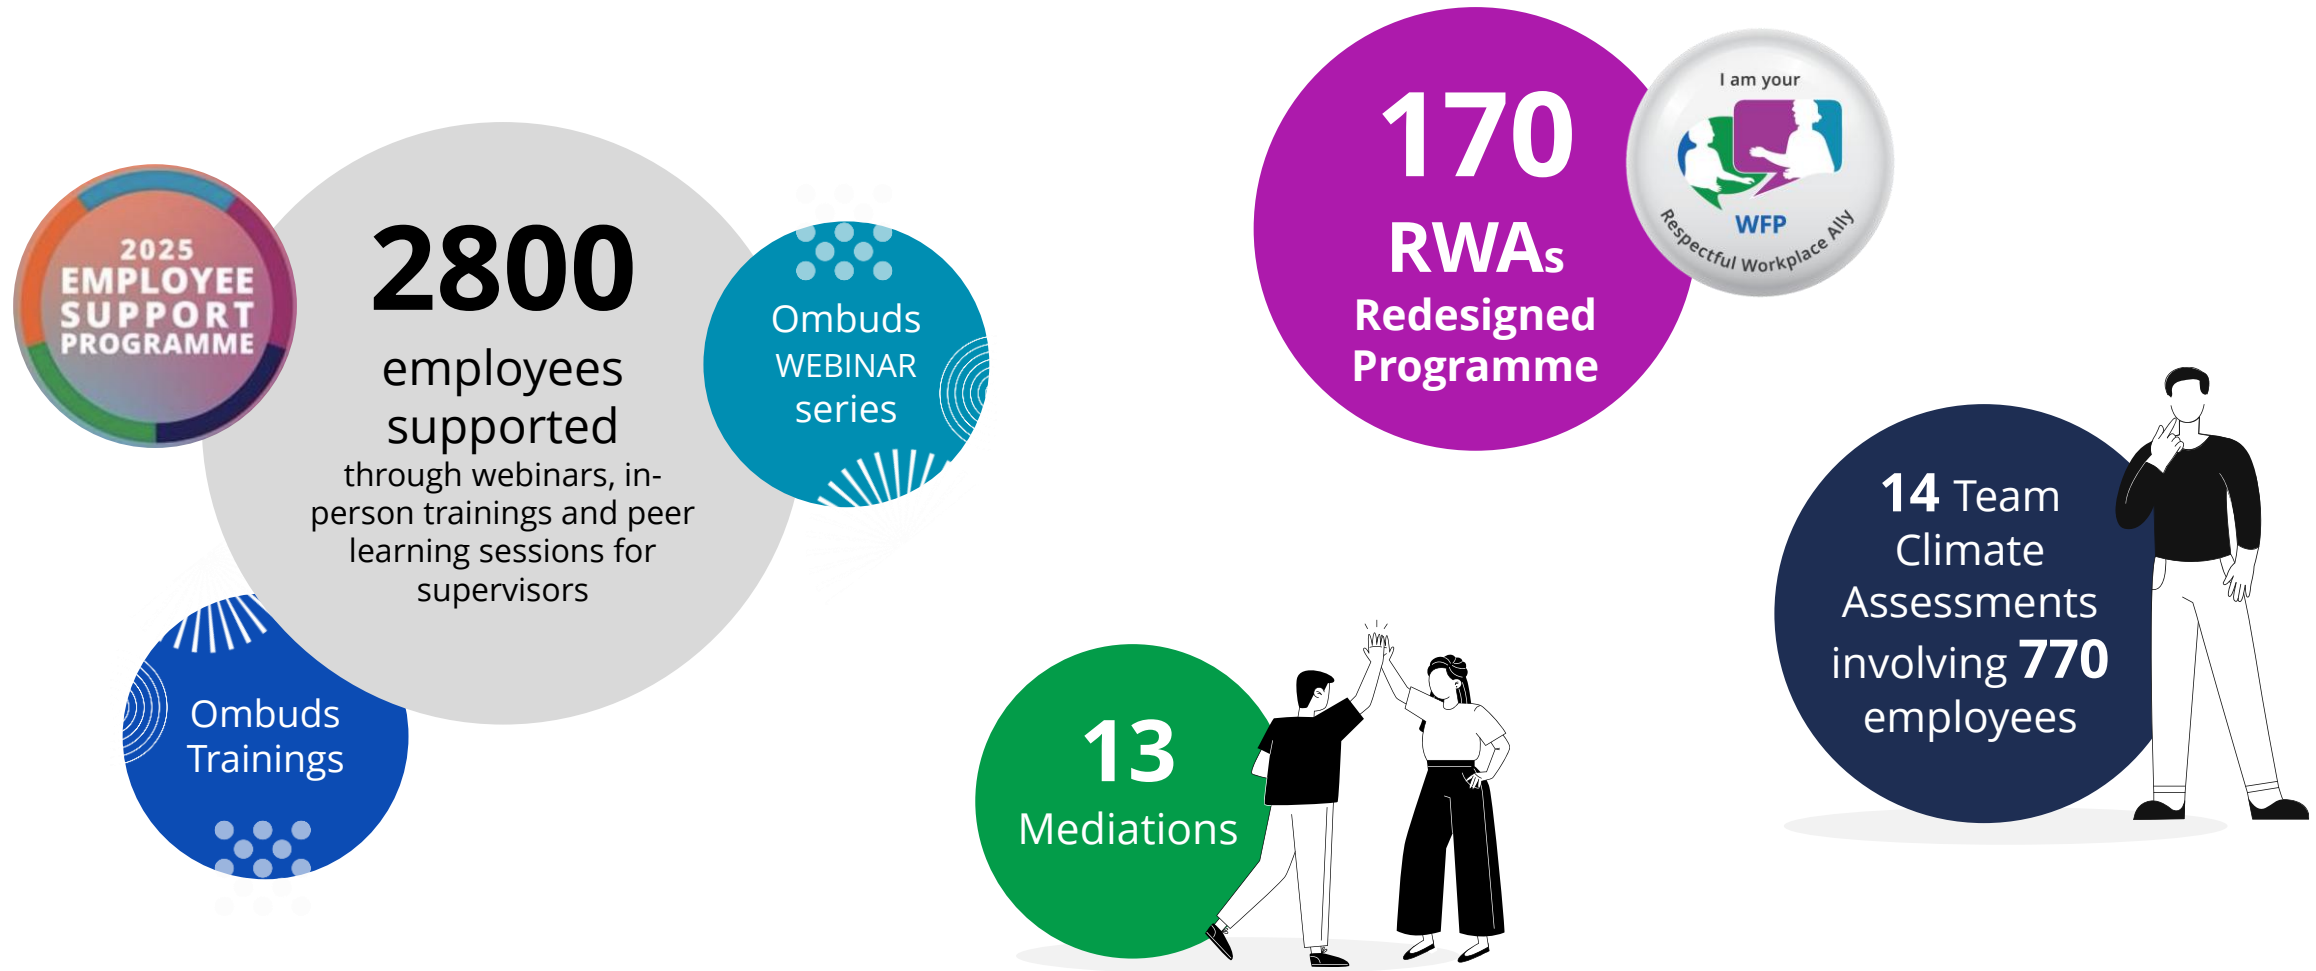 2025
EMPLOYEE
SUPPORT
PROGRAMME
2800
employees
supported
through webinars, in-
person trainings and peer
learning sessions for
supervisors
Ombuds
WEBINAR
series
Ombuds
Trainings
170
RWAs
Redesigned
Programme
I am your
WFP
Respectful Workplace Ally
13
Mediations
14 Team
Climate
Assessments
involving 770
employees